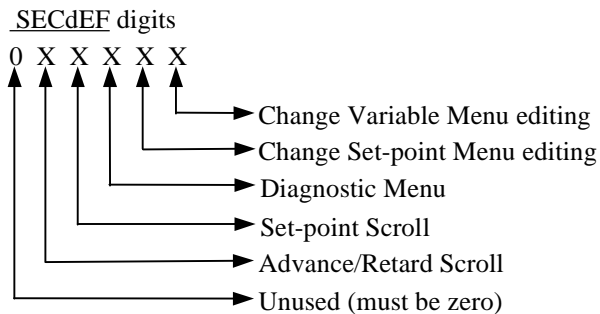 SECdEF digits
0 X X X X X
Change Variable Menu editing
Change Set-point Menu editing
Diagnostic Menu
Set-point Scroll
Advance/Retard Scroll
Unused (must be zero)